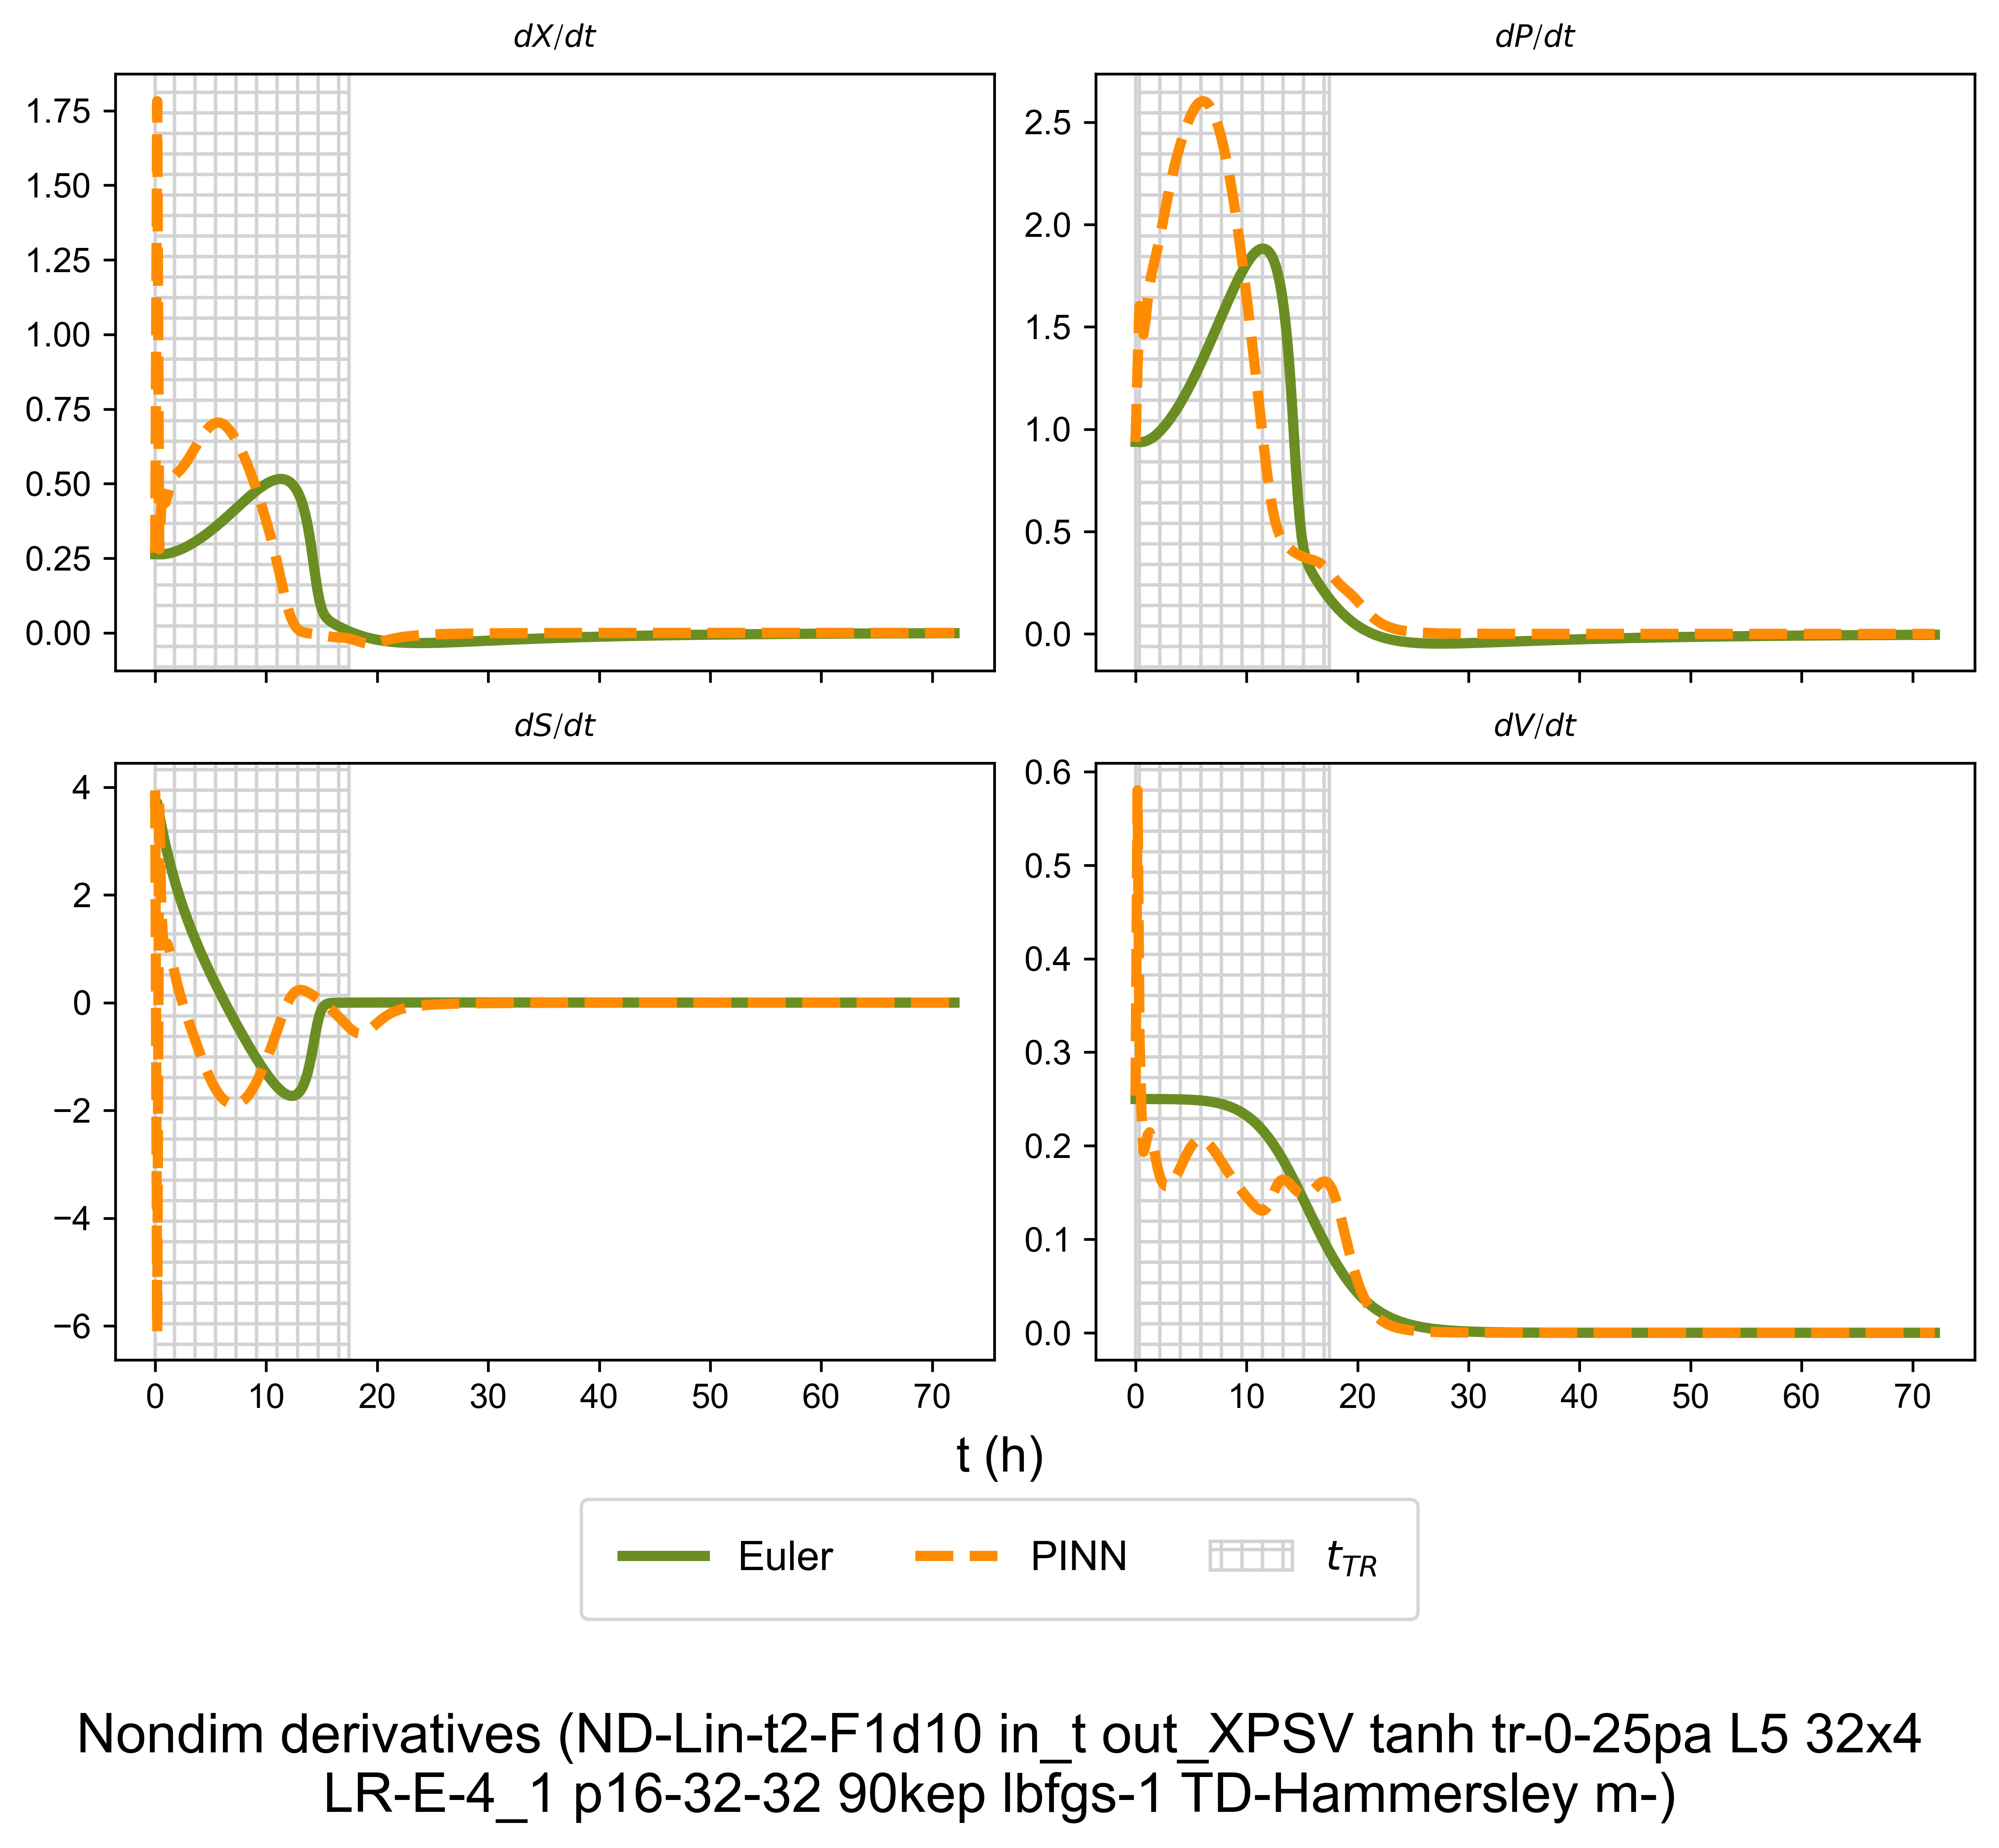 dX/dt
dP/dt
1.75
1.50
1.25
1.00
0.75
0.50
0.25
0.00
2.5
2.0
1.5
1.0
0.5
0.0
dS/dt
dV/dt
4
2
0
−2
−4
−6
0.6
0.5
0.4
0.3
0.2
0.1
0.0
0 10 20 30 40 50 60 70
0 10 20 30 40 50 60 70
t (h)
Euler PINN t_TR
Nondim derivatives (ND-Lin-t2-F1d10 in_t out_XPSV tanh tr-0-25pa L5 32x4
LR-E-4_1 p16-32-32 90kep lbfgs-1 TD-Hammersley m-)